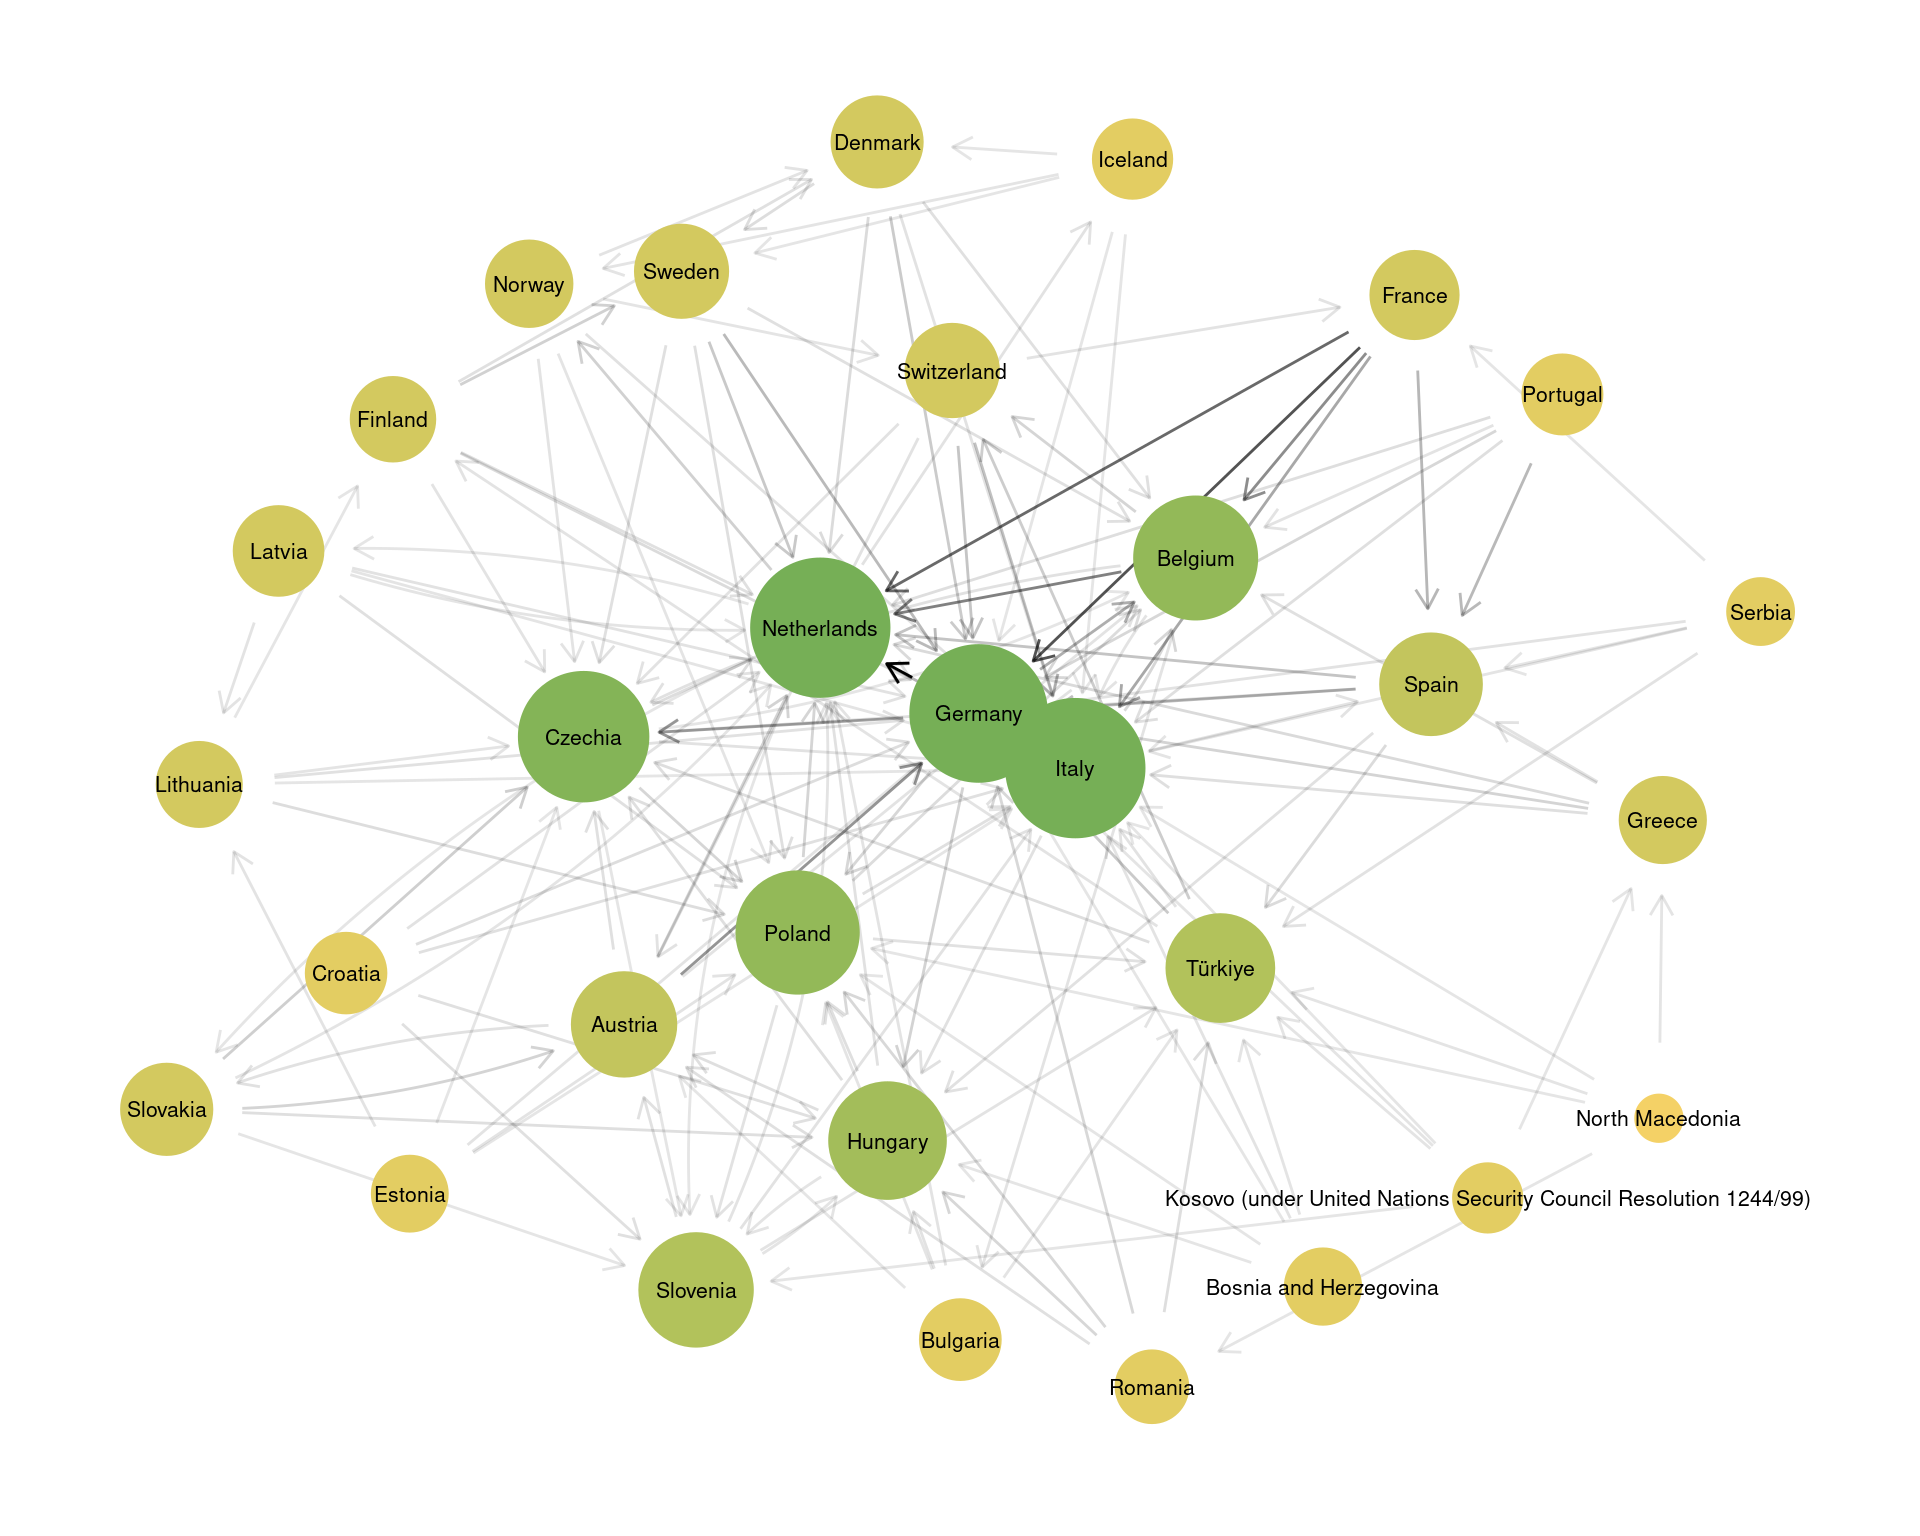 Denmark
Iceland
Sweden
Norway
France
Switzerland
Portugal
Finland
Latvia
Belgium
Serbia
Netherlands
Spain
Germany
Czechia
Italy
Lithuania
Greece
Poland
Türkiye
Croatia
Austria
Slovakia
North Macedonia
Hungary
Estonia
Kosovo (under United Nations Security Council Resolution 1244/99)
Slovenia
Bosnia and Herzegovina
Bulgaria
Romania